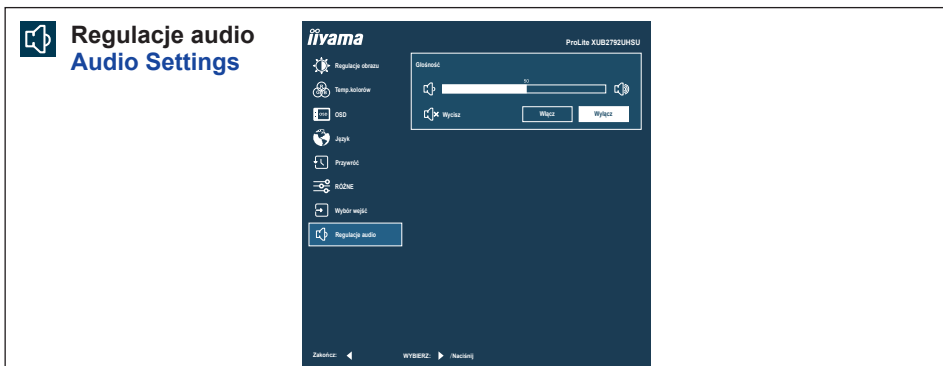 Regulacje audio
Audio Settings
iiyama
ProLite XUB2792UHSU
Regulacje obrazu
Temp.kolorów
OSD
Język
Przywróć
RÓŻNE
Wybór wejść
Regulacje audio
Głośność
50
Wycisz
Włącz
Wyłącz
Zakończ:
WYBIERZ: /Naciśnij